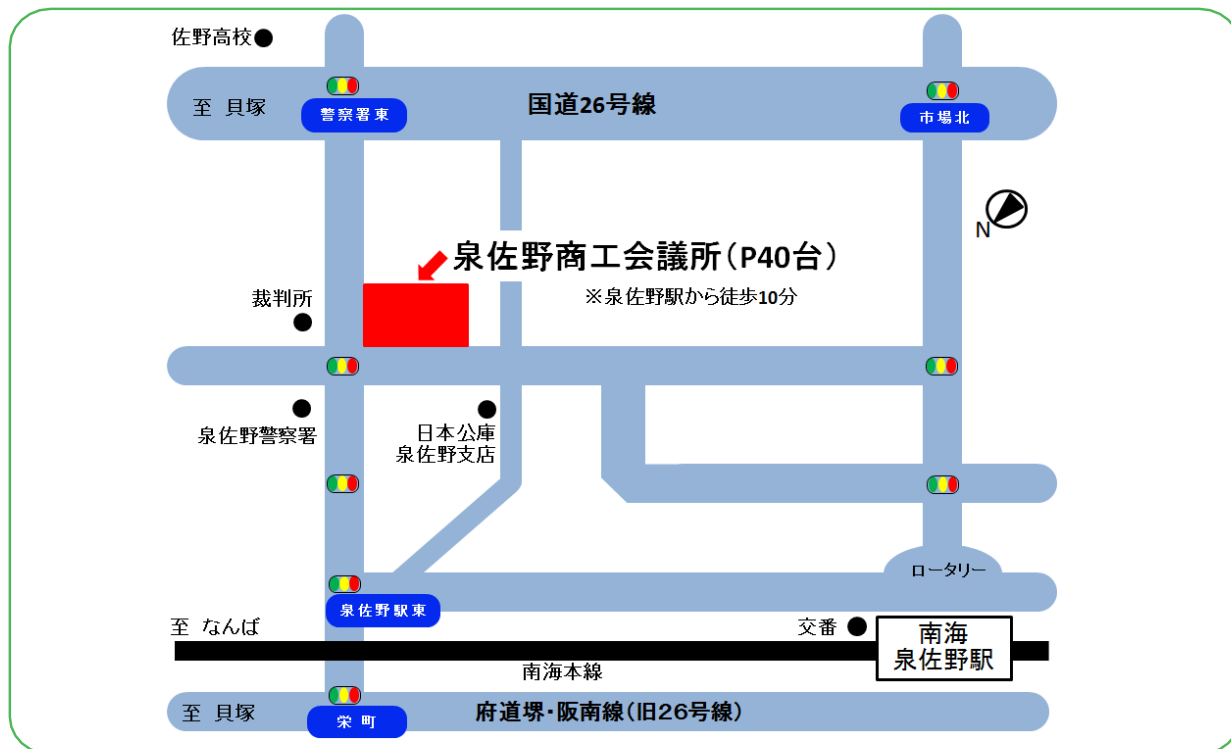 佐野高校
至 貝塚
警察署東
国道26号線
市場北
N
泉佐野商工会議所(P40台)
※泉佐野駅から徒歩10分
裁判所
泉佐野警察署
日本公庫
泉佐野支店
ロータリー
泉佐野駅東
至 なんば
交番
南海
泉佐野駅
南海本線
至 貝塚
府道堺・阪南線(旧26号線)
栄町